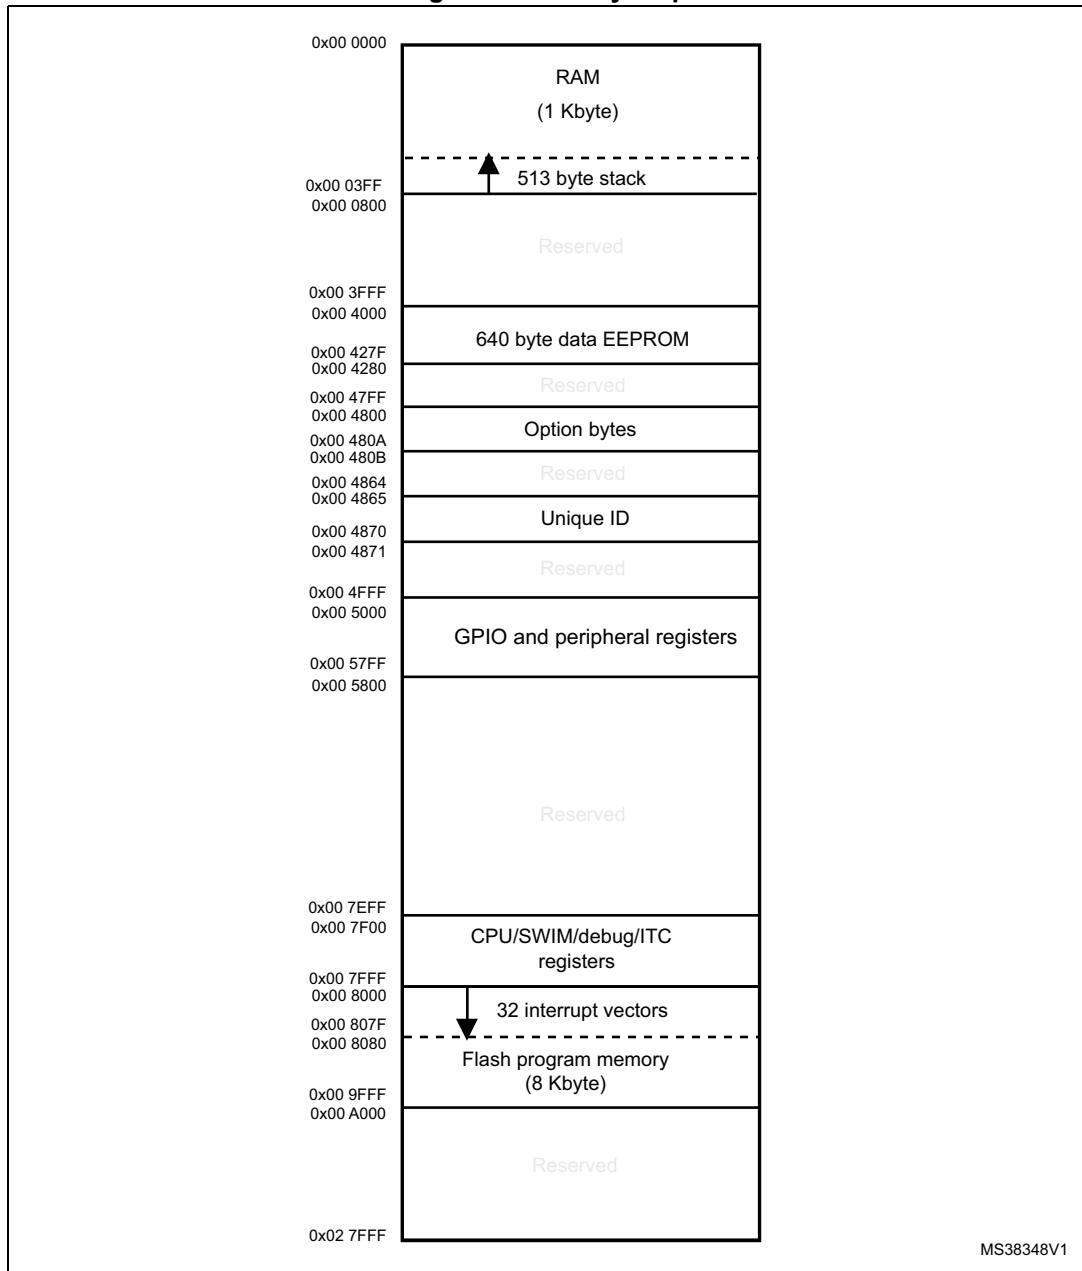 0x00 0000
RAM
(1 Kbyte)
513 byte stack
0x00 03FF
0x00 0800
Reserved
0x00 3FFF
0x00 4000
640 byte data EEPROM
0x00 427F
0x00 4280
Reserved
0x00 47FF
0x00 4800
Option bytes
0x00 480A
0x00 480B
Reserved
0x00 4864
0x00 4865
Unique ID
0x00 4870
0x00 4871
Reserved
0x00 4FFF
0x00 5000
GPIO and peripheral registers
0x00 57FF
0x00 5800
Reserved
0x00 7EFF
0x00 7F00
CPU/SWIM/debug/ITC
registers
0x00 7FFF
0x00 8000
32 interrupt vectors
0x00 807F
0x00 8080
Flash program memory
(8 Kbyte)
0x00 9FFF
0x00 A000
Reserved
0x02 7FFF
MS38348V1